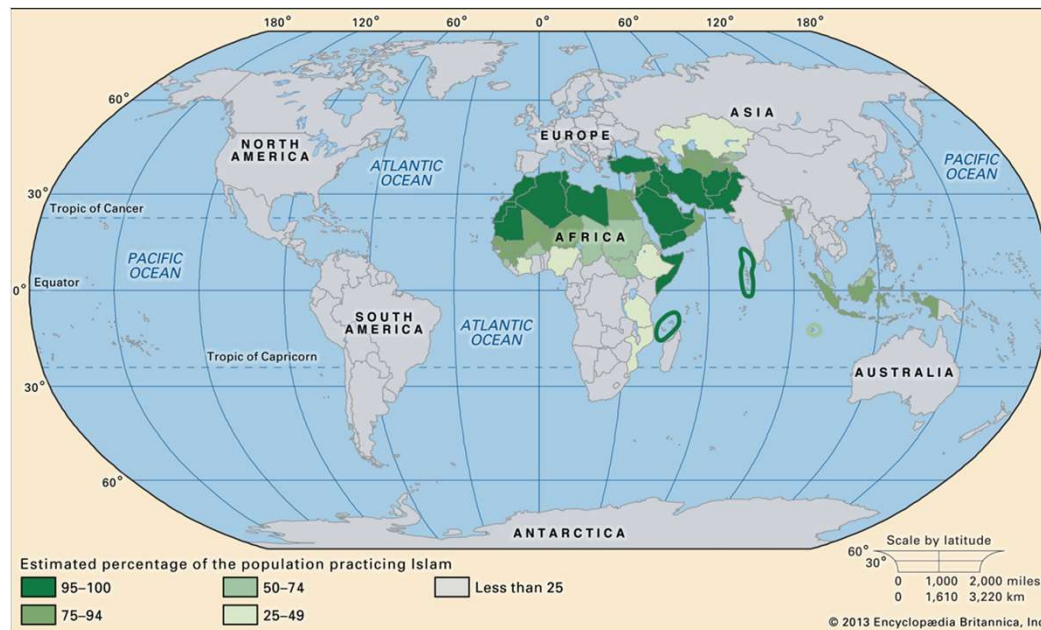 180° 120° 60° 0° 60° 120° 180°
60°
ASIA
EUROPE
NORTH
AMERICA
ATLANTIC
OCEAN
PACIFIC
OCEAN
30°
Tropic of Cancer
AFRICA
PACIFIC
OCEAN
Equator
0°
SOUTH
AMERICA
ATLANTIC
OCEAN
Tropic of Capricorn
AUSTRALIA
30°
60°
ANTARCTICA
Estimated percentage of the population practicing Islam
95–100
50–74
Less than 25
75–94
25–49
Scale by latitude
60°
30°
0 1,000 2,000 miles
0 1,610 3,220 km
© 2013 Encyclopædia Britannica, Inc